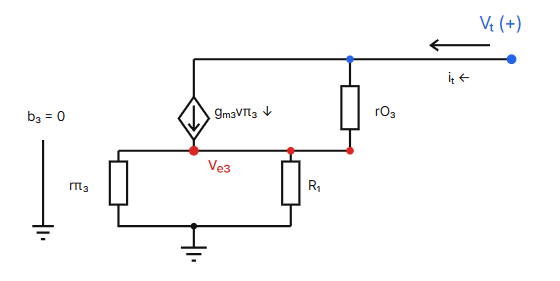 Vₜ (+)
iₜ ←
gₘ₃vπ₃ ↓
rO₃
b₃ = 0
Vₑ₃
rπ₃
R₁